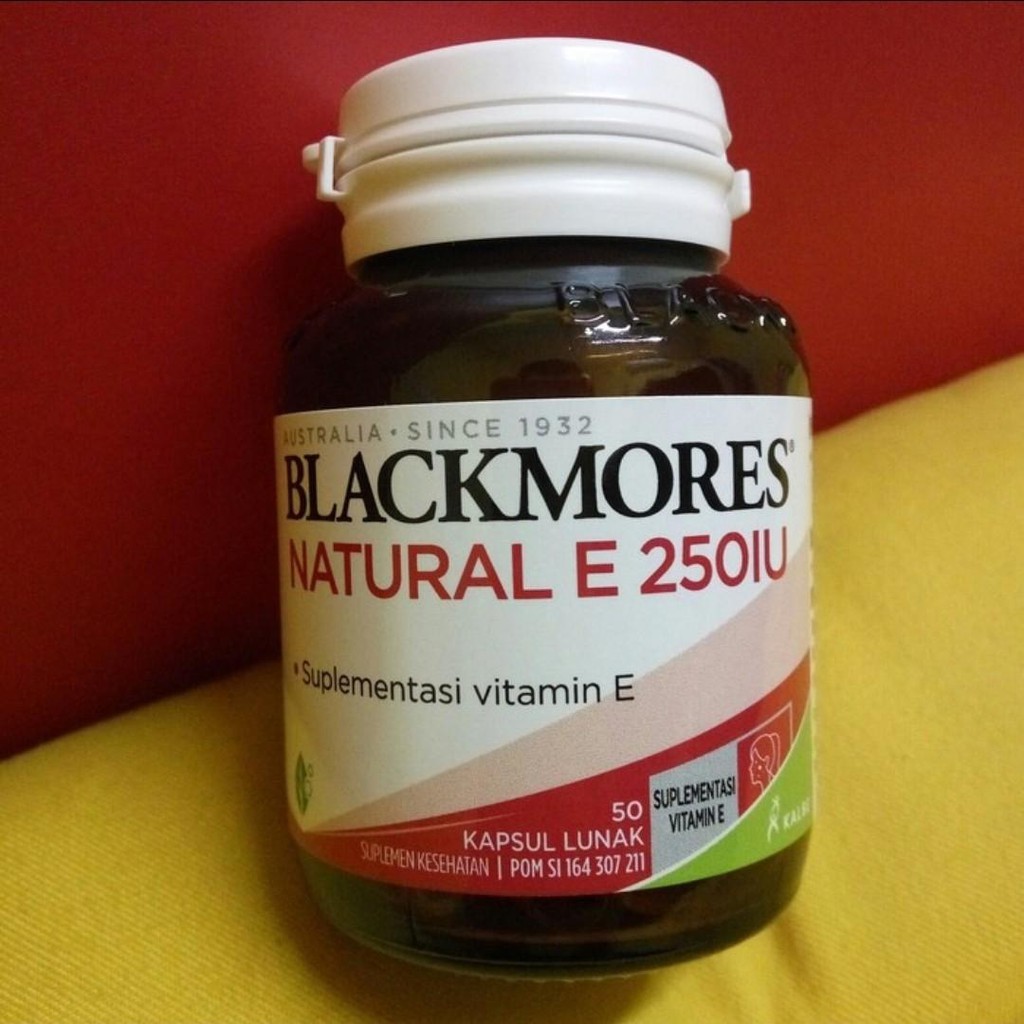 AUSTRALIA • SINCE 1932
BLACKMORES®
NATURAL E 250IU
• Suplementasi vitamin E
50
KAPSUL LUNAK
SUPLEMEN KESEHATAN | POM SI 164 307 211
SUPLEMENTASI
VITAMIN E